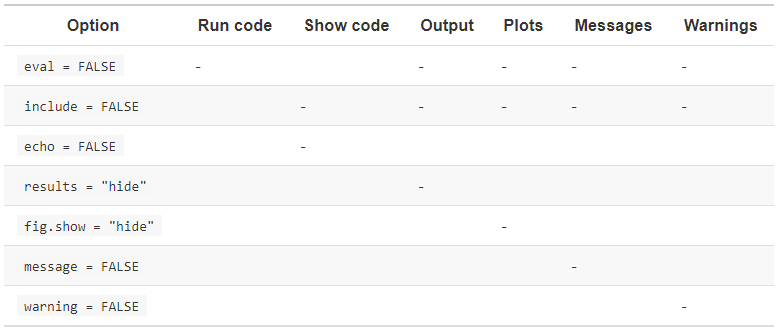 Option Run code Show code Output Plots Messages Warnings
eval = FALSE - - - - -
include = FALSE - - - - -
echo = FALSE -
results = "hide" -
fig.show = "hide" -
message = FALSE -
warning = FALSE -